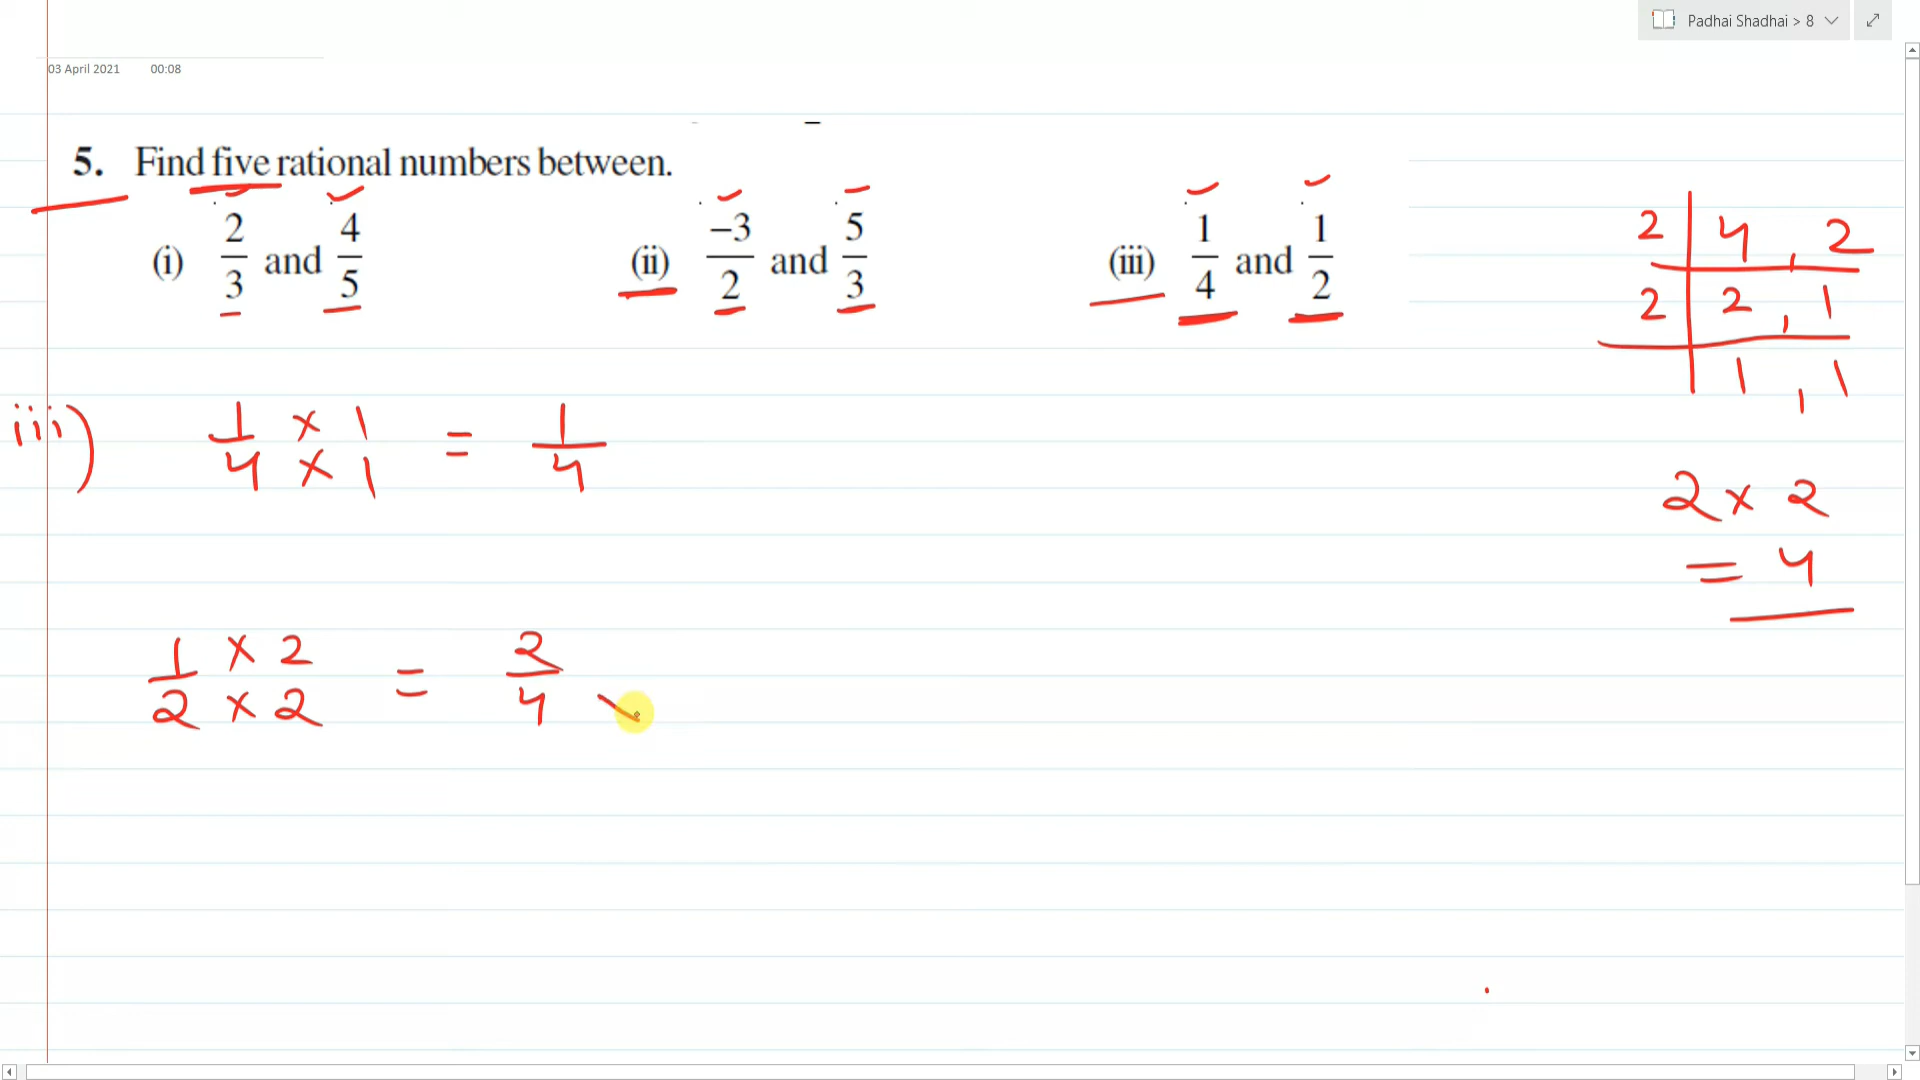 Padhai Shadhai > 8
03 April 2021 00:08
5. Find five rational numbers between.
(i) 2/3 and 4/5 (ii) −3/2 and 5/3 (iii) 1/4 and 1/2
2 | 4, 2
2 | 2, 1
1, 1
iii) 1/4 × 1/1 = 1/4
2 × 2
= 4
1/2 × 2/2 = 2/4